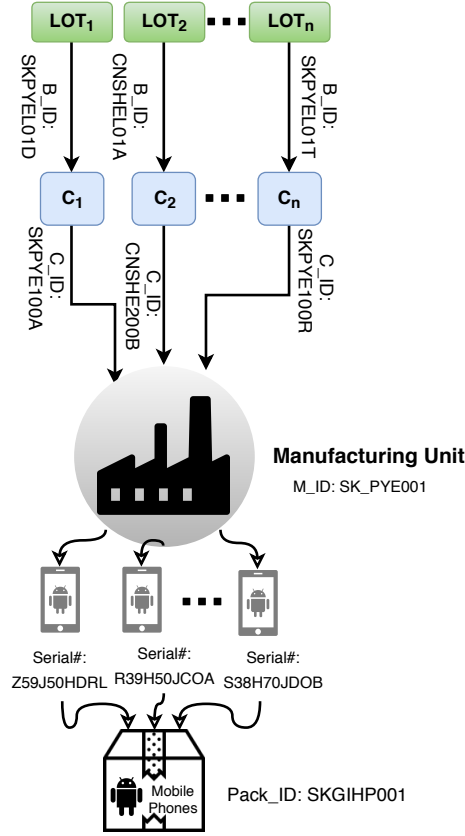 LOT1
LOT2
LOTn
B_ID:
SKPYEL01D
B_ID:
CNSHEL01A
B_ID:
SKPYEL01T
C1
C2
Cn
C_ID:
SKPYE100A
C_ID:
CNSHE200B
C_ID:
SKPYE100R
Manufacturing Unit
M_ID: SK_PYE001
Serial#:
Z59J50HDRL
Serial#:
R39H50JCOA
Serial#:
S38H70JDOB
Mobile
Phones
Pack_ID: SKGIHP001